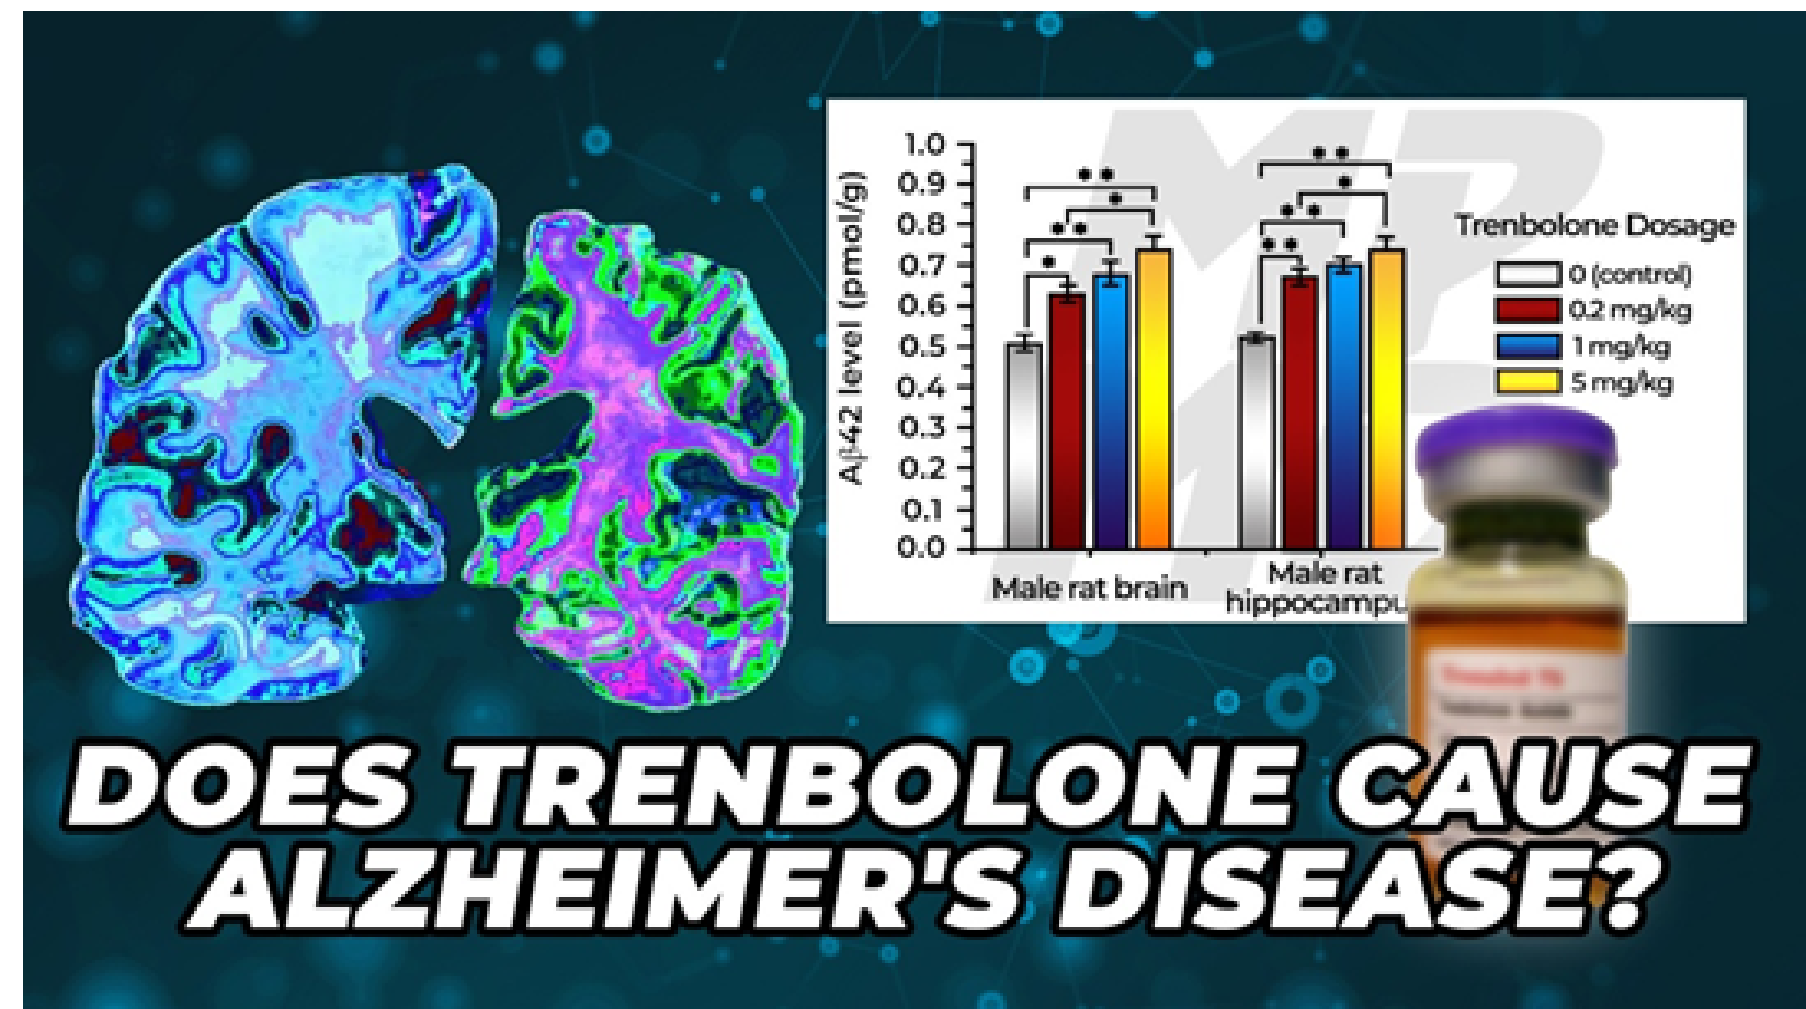 1.0
0.9
0.8
0.7
0.6
0.5
0.4
0.3
0.2
0.1
0.0
Aβ42 level (pmol/g)
Male rat brain
Male rat
hippocampu
Trenbolone Dosage
0 (control)
0.2 mg/kg
1 mg/kg
5 mg/kg
DOES TRENBOLONE CAUSE
ALZHEIMER'S DISEASE?